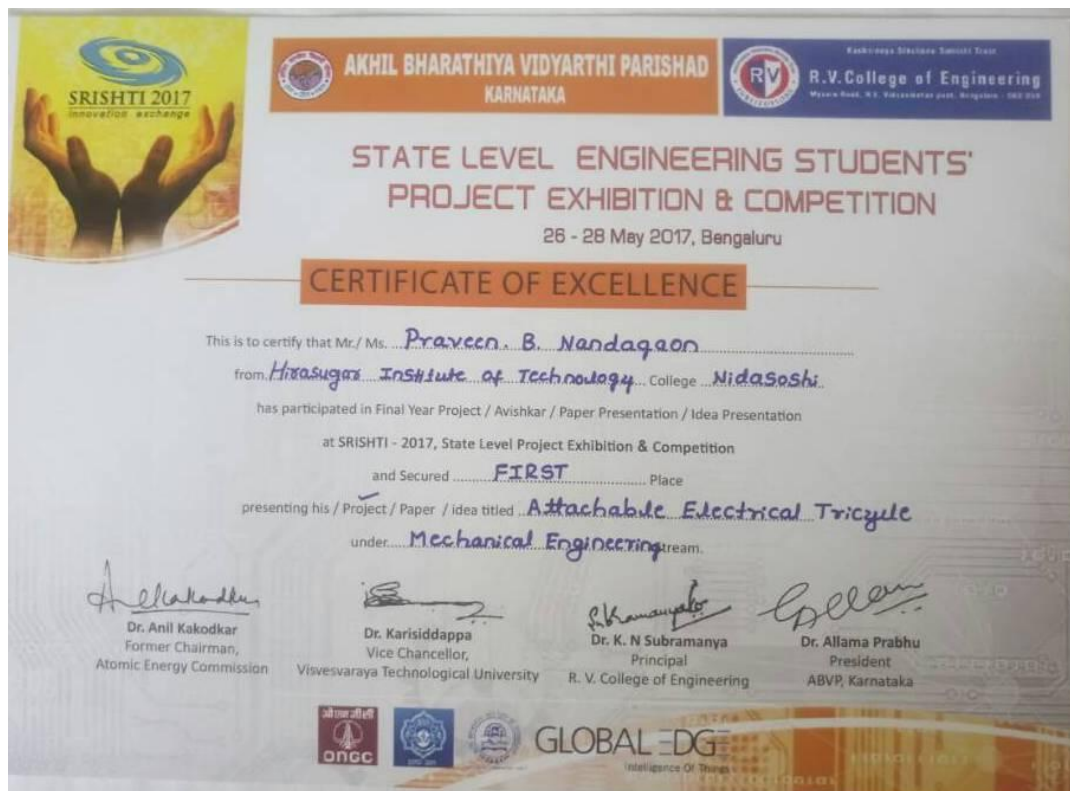 SRISHTI 2017
innovation exchange
AKHIL BHARATHIYA VIDYARTHI PARISHAD
KARNATAKA
RV
R.V.College of Engineering
STATE LEVEL ENGINEERING STUDENTS'
PROJECT EXHIBITION & COMPETITION
26 - 28 May 2017, Bengaluru
CERTIFICATE OF EXCELLENCE
This is to certify that Mr./ Ms. Praveen. B. Nandagaon
from Hirasugar Institute of Technology College Nidasoshi
has participated in Final Year Project / Avishkar / Paper Presentation / Idea Presentation
at SRISHTI - 2017, State Level Project Exhibition & Competition
and Secured FIRST Place
presenting his / Project / Paper / idea titled Attachable Electrical Tricycle
under Mechanical Engineering stream.
Dr. Anil Kakodkar
Former Chairman,
Atomic Energy Commission
Dr. Karisiddappa
Vice Chancellor,
Visvesvaraya Technological University
Dr. K. N Subramanya
Principal
R. V. College of Engineering
Dr. Allama Prabhu
President
ABVP, Karnataka
ओएनजीसी
ONGC
GLOBAL EDGE
Intelligence Of Things